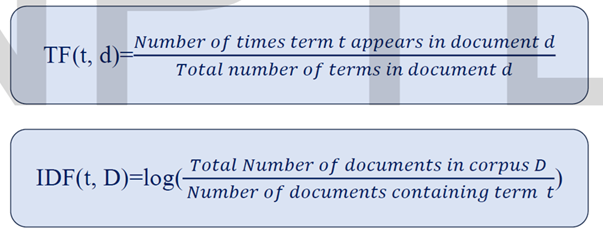 NPTEL
TF(t, d)=
Number of times term t appears in document d
Total number of terms in document d
IDF(t, D)=log(
Total Number of documents in corpus D
Number of documents containing term t
)